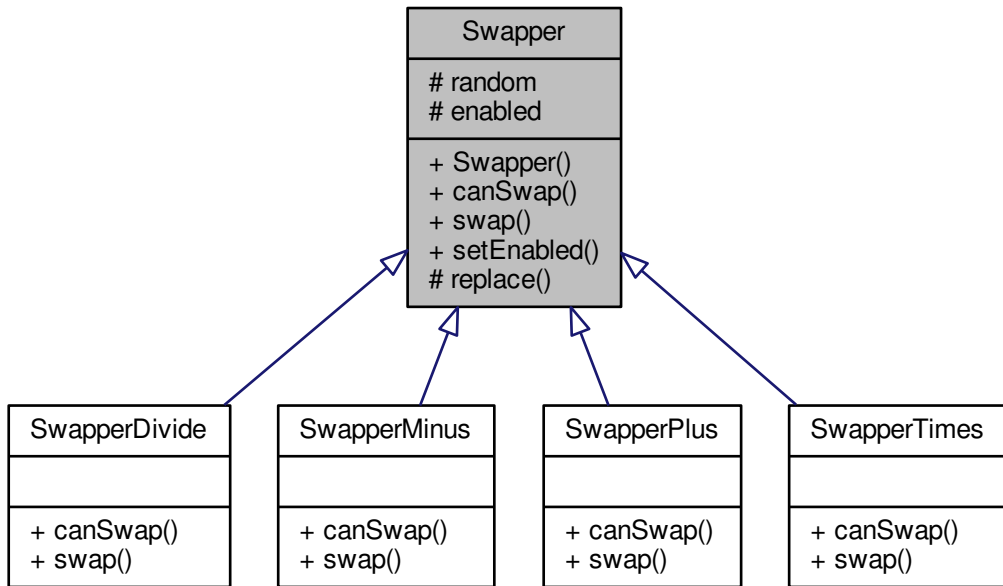 Swapper
# random
# enabled
+ Swapper()
+ canSwap()
+ swap()
+ setEnabled()
# replace()
SwapperDivide
+ canSwap()
+ swap()
SwapperMinus
+ canSwap()
+ swap()
SwapperPlus
+ canSwap()
+ swap()
SwapperTimes
+ canSwap()
+ swap()